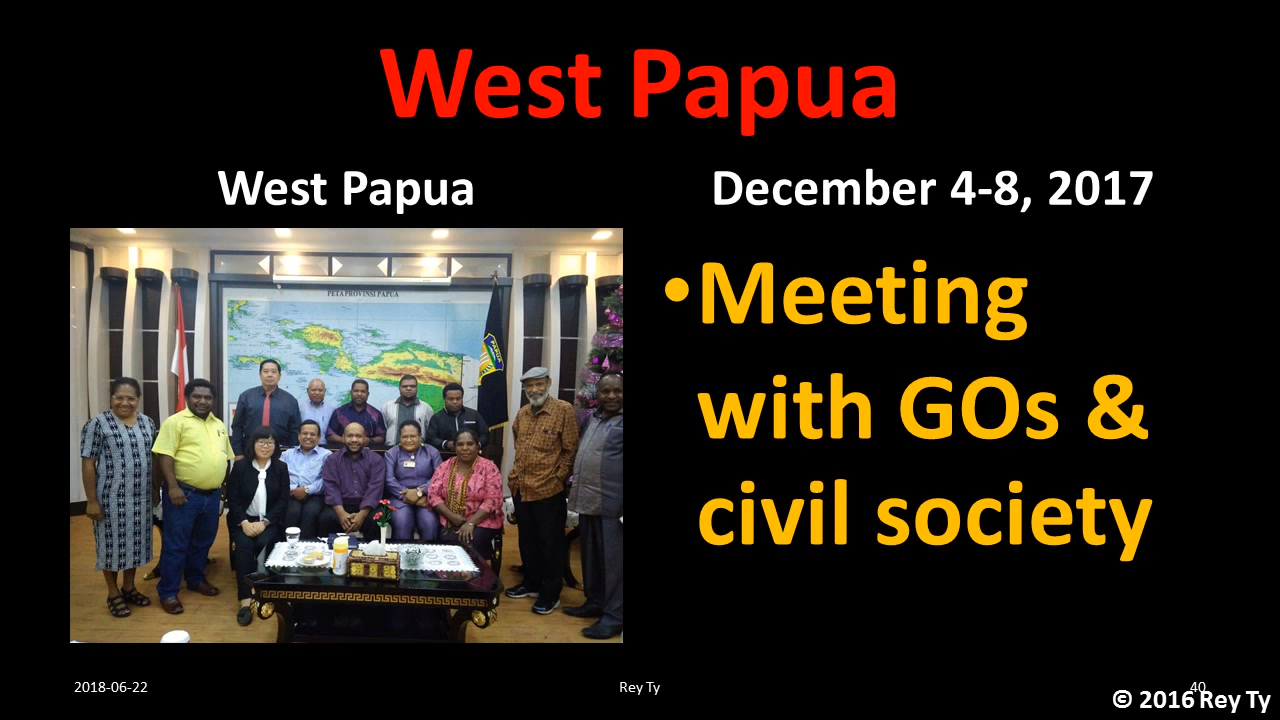 West Papua
West Papua
December 4-8, 2017
PETA PROVINSI PAPUA
PAPUA
•Meeting
with GOs &
civil society
2018-06-22
Rey Ty
40
© 2016 Rey Ty